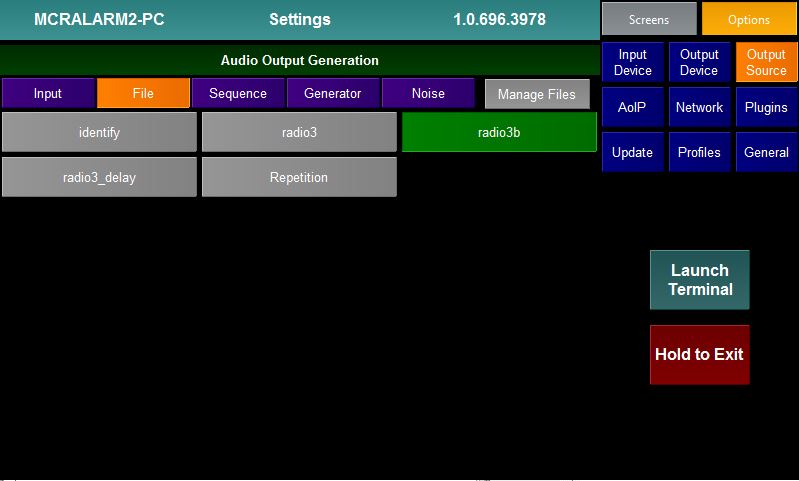 MCRALARM2-PC Settings 1.0.696.3978 Screens Options
Audio Output Generation
Input Device Output Device Output Source
Input File Sequence Generator Noise Manage Files
AoIP Network Plugins
identify radio3 radio3b
Update Profiles General
radio3_delay Repetition
Launch
Terminal
Hold to Exit